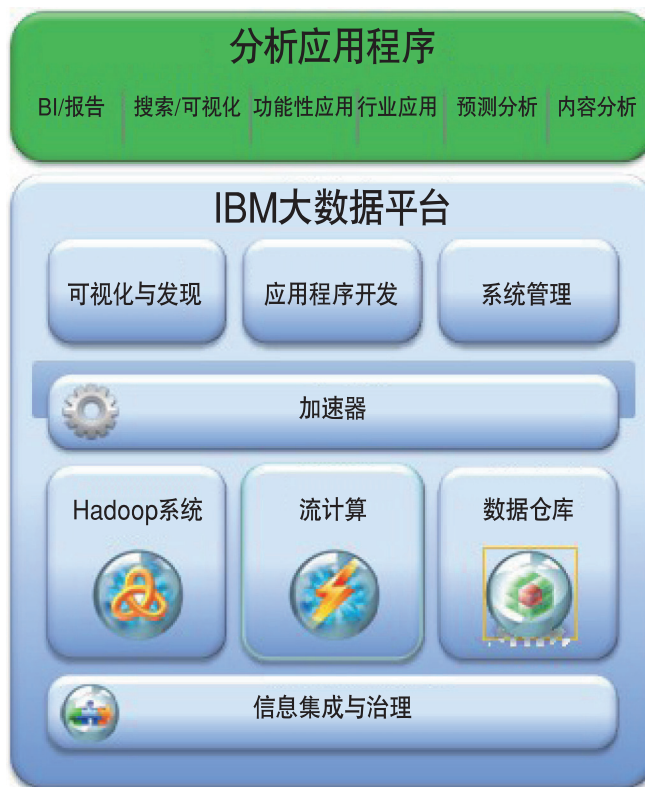 分析应用程序
BI/报告 搜索/可视化 功能性应用 行业应用 预测分析 内容分析
IBM大数据平台
可视化与发现 应用程序开发 系统管理
加速器
Hadoop系统 流计算 数据仓库
信息集成与治理